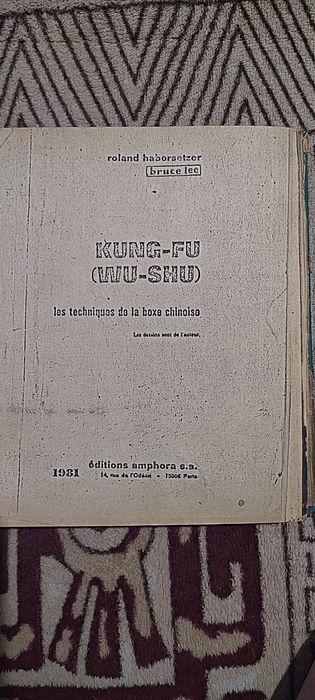 roland habersetzer
bruce lee
KUNG-FU
(WU-SHU)
les techniques de la boxe chinoise
Les dessins sont de l'auteur.
1981
éditions amphora s.a.
14, rue de l'Odéon - 75006 Paris